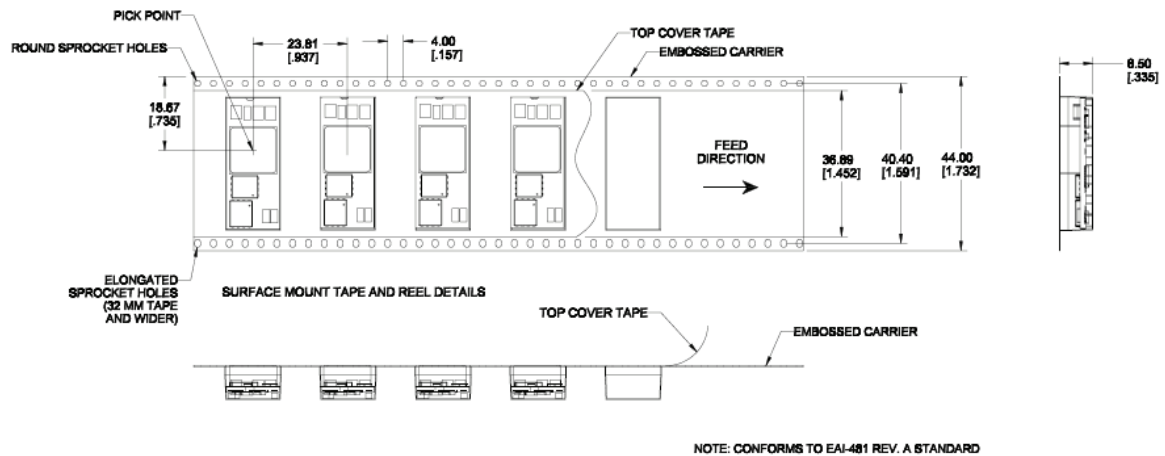 PICK POINT
ROUND SPROCKET HOLES
23.81
[.937]
4.00
[.157]
TOP COVER TAPE
EMBOSSED CARRIER
18.67
[.735]
FEED
DIRECTION
36.89
[1.452]
40.40
[1.591]
44.00
[1.732]
8.50
[.335]
ELONGATED
SPROCKET HOLES
(32 MM TAPE
AND WIDER)
SURFACE MOUNT TAPE AND REEL DETAILS
TOP COVER TAPE
EMBOSSED CARRIER
NOTE: CONFORMS TO EAI-481 REV. A STANDARD